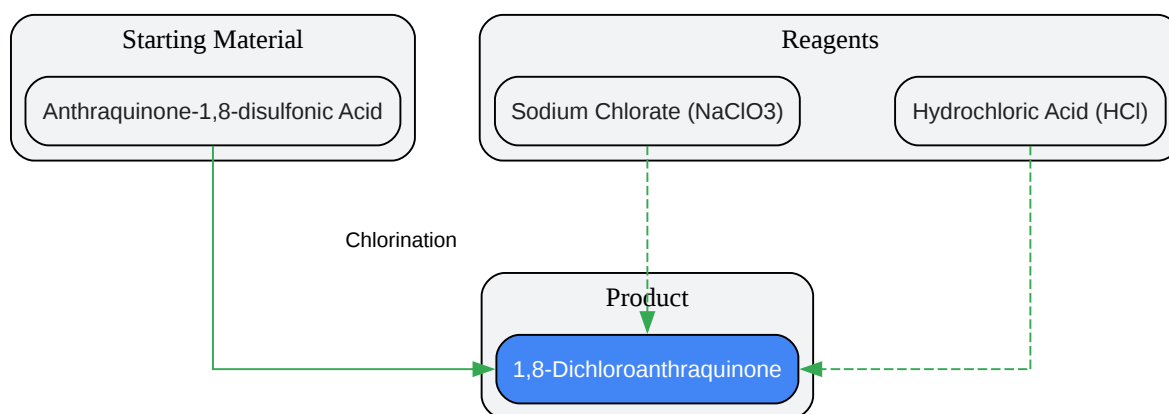 Starting Material
Reagents
Anthraquinone-1,8-disulfonic Acid
Sodium Chlorate (NaClO3)
Hydrochloric Acid (HCl)
Chlorination
Product
1,8-Dichloroanthraquinone